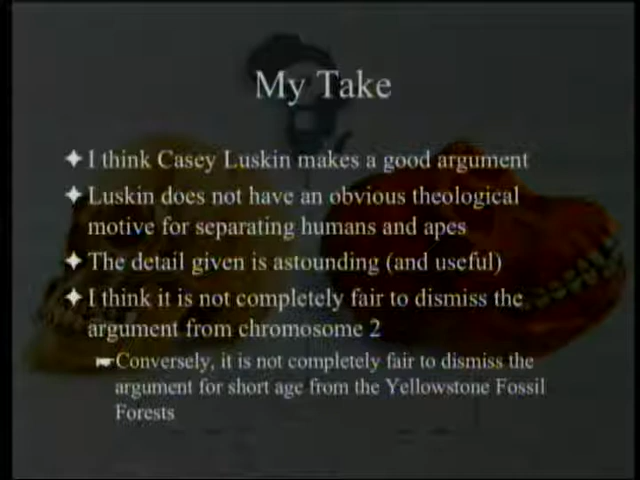 My Take
I think Casey Luskin makes a good argument
Luskin does not have an obvious theological
motive for separating humans and apes
The detail given is astounding (and useful)
I think it is not completely fair to dismiss the
argument from chromosome 2
Conversely, it is not completely fair to dismiss the
argument for short age from the Yellowstone Fossil
Forests